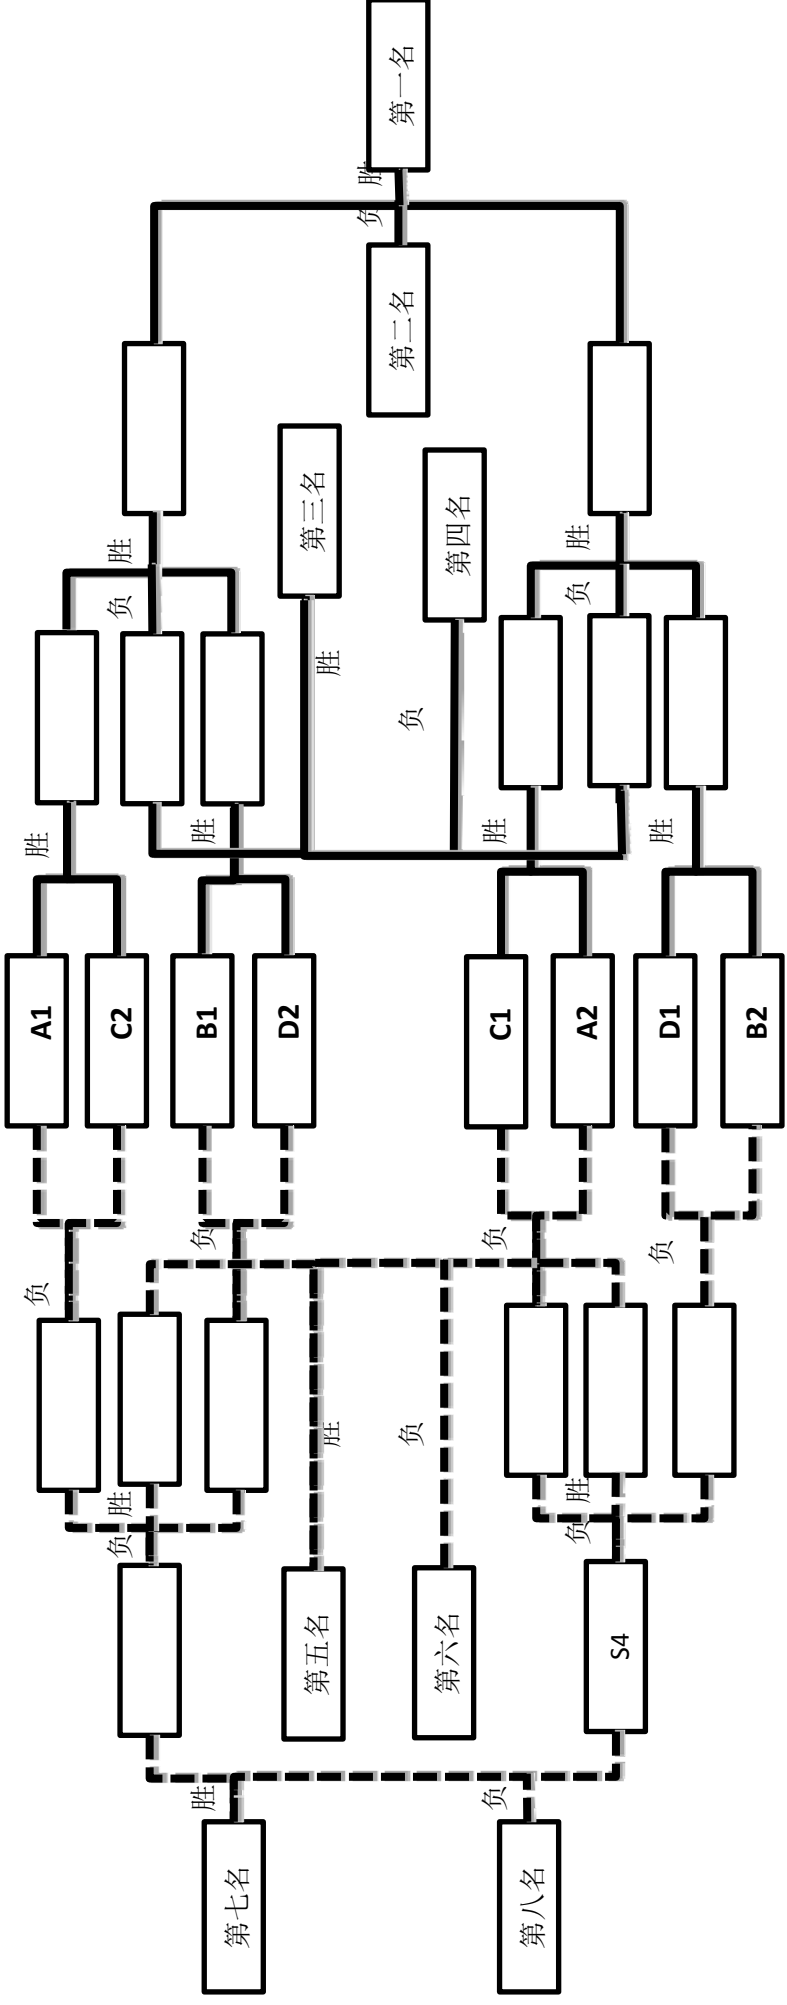 第一名
胜
负
第二名
第三名
第四名
胜
负
胜
负
胜
负
胜
胜
胜
胜
A1
C2
B1
D2
C1
A2
D1
B2
负
负
负
负
胜
负
胜
负
胜
负
第五名
第六名
S4
胜
负
第七名
第八名